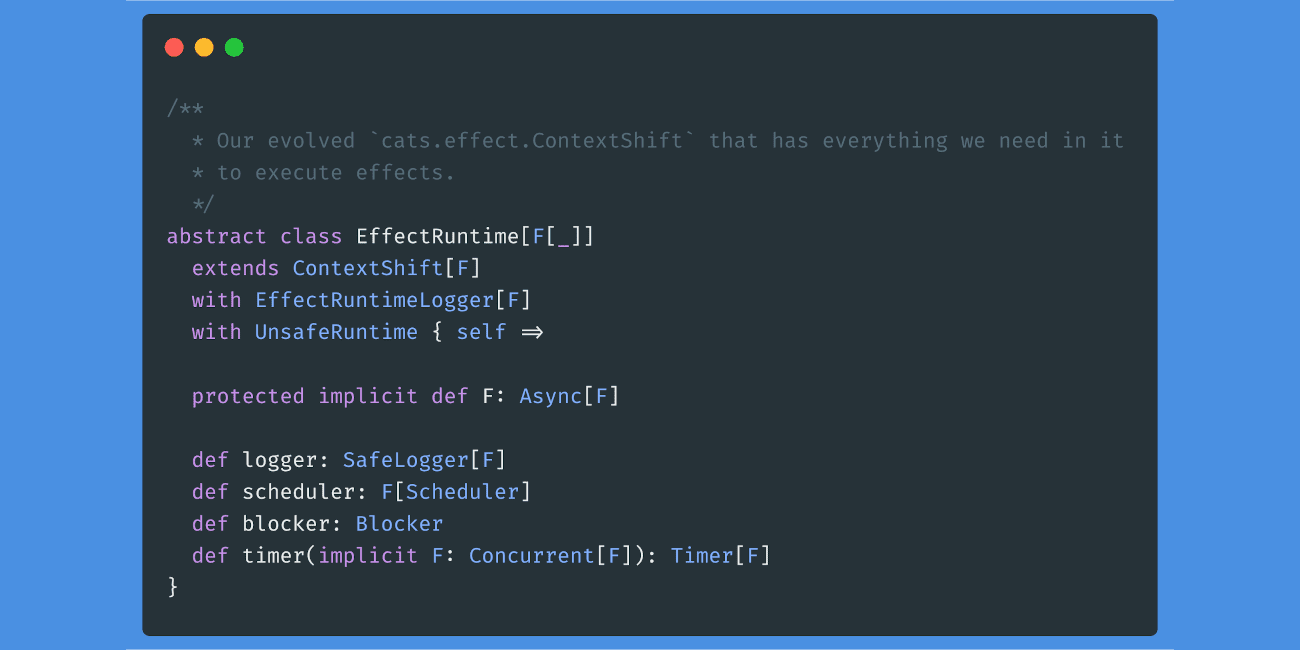 /**
  * Our evolved `cats.effect.ContextShift` that has everything we need in it
  * to execute effects.
  */
abstract class EffectRuntime[F[_]]
  extends ContextShift[F]
  with EffectRuntimeLogger[F]
  with UnsafeRuntime { self =>

  protected implicit def F: Async[F]

  def logger: SafeLogger[F]
  def scheduler: F[Scheduler]
  def blocker: Blocker
  def timer(implicit F: Concurrent[F]): Timer[F]
}